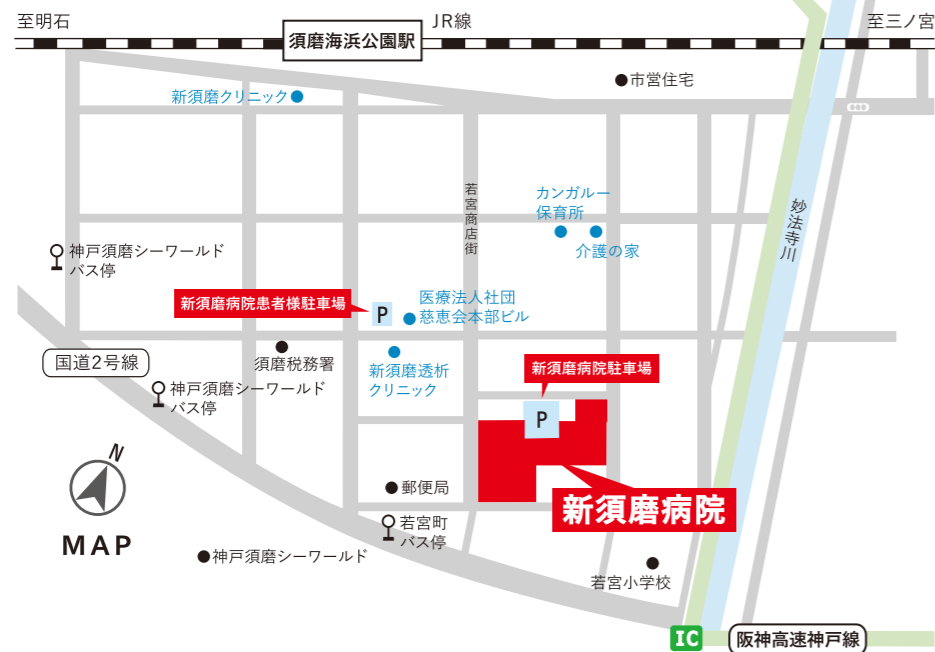 至明石
JR線
至三ノ宮
須磨海浜公園駅
市営住宅
新須磨クリニック
若宮商店街
カンガルー
保育所
介護の家
妙法寺川
神戸須磨シーワールド
バス停
新須磨病院患者様駐車場
P
医療法人社団
慈恵会本部ビル
国道2号線
須磨税務署
新須磨透析
クリニック
新須磨病院駐車場
P
神戸須磨シーワールド
バス停
N
MAP
郵便局
新須磨病院
若宮町
バス停
神戸須磨シーワールド
若宮小学校
IC
阪神高速神戸線